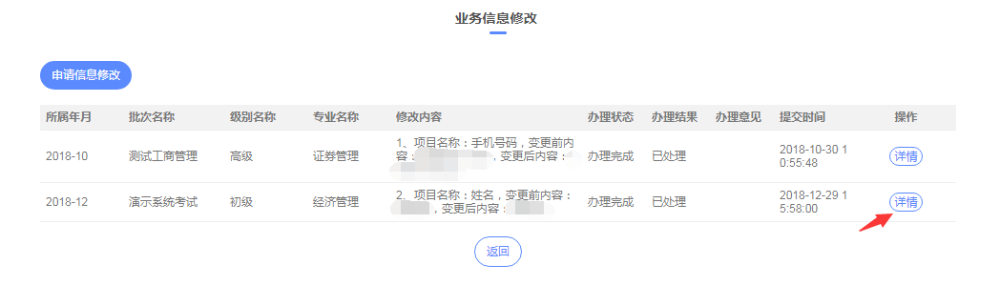 业务信息修改
申请信息修改
所属年月 批次名称 级别名称 专业名称 修改内容 办理状态 办理结果 办理意见 提交时间 操作
2018-10 测试工商管理 高级 证券管理 1、项目名称：手机号码，变更前内容： ，变更后内容： 办理完成 已处理 2018-10-30 10:55:48 详情
2018-12 演示系统考试 初级 经济管理 2、项目名称：姓名，变更前内容： ，变更后内容： 办理完成 已处理 2018-12-29 15:58:00 详情
返回